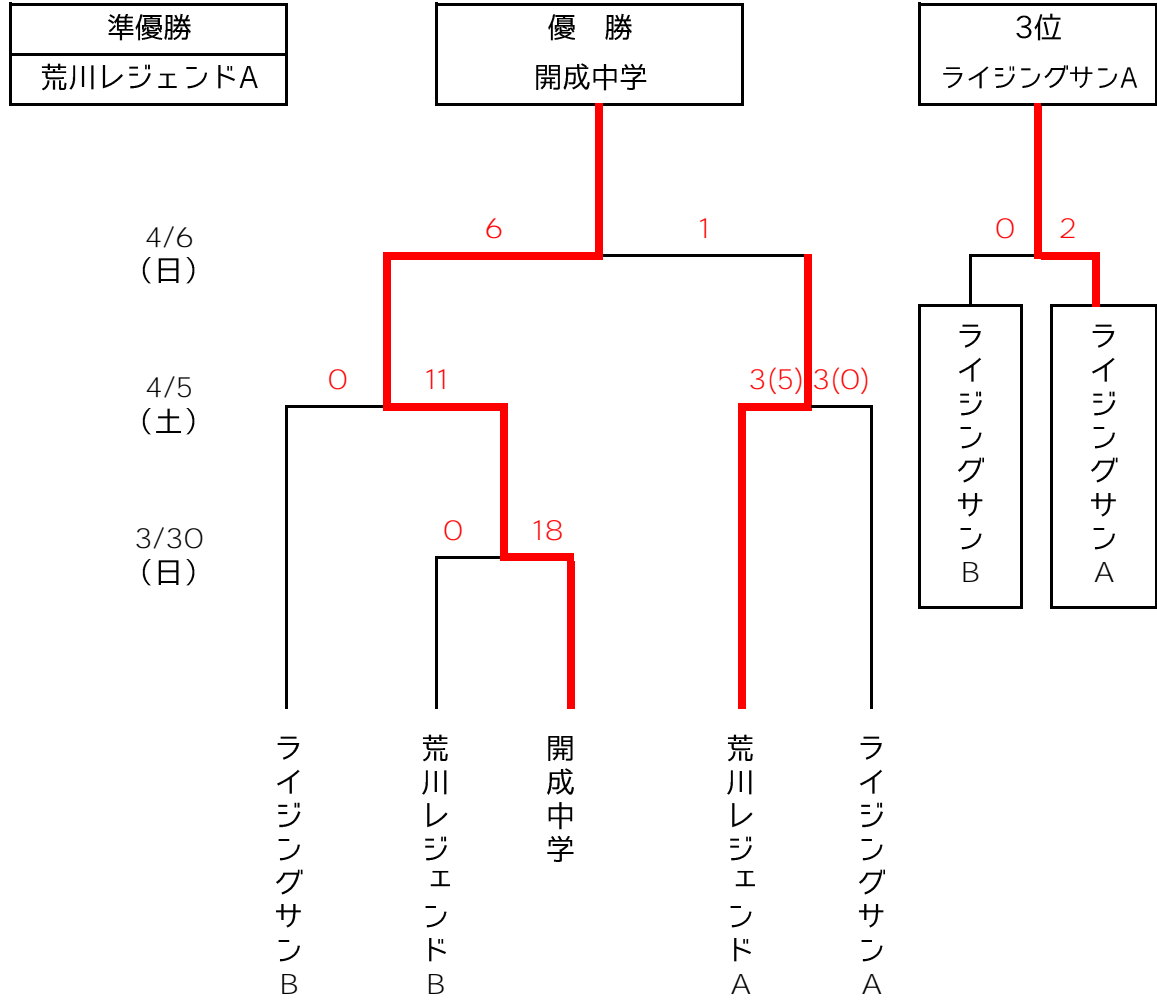 準優勝
荒川レジェンドA
優　勝
開成中学
3位
ライジングサンA
4/6
(日)
6
1
0
2
4/5
(土)
0
11
3(5)
3(0)
3/30
(日)
0
18
ライジングサンB
ライジングサンA
ライジングサンB
荒川レジェンドB
開成中学
荒川レジェンドA
ライジングサンA